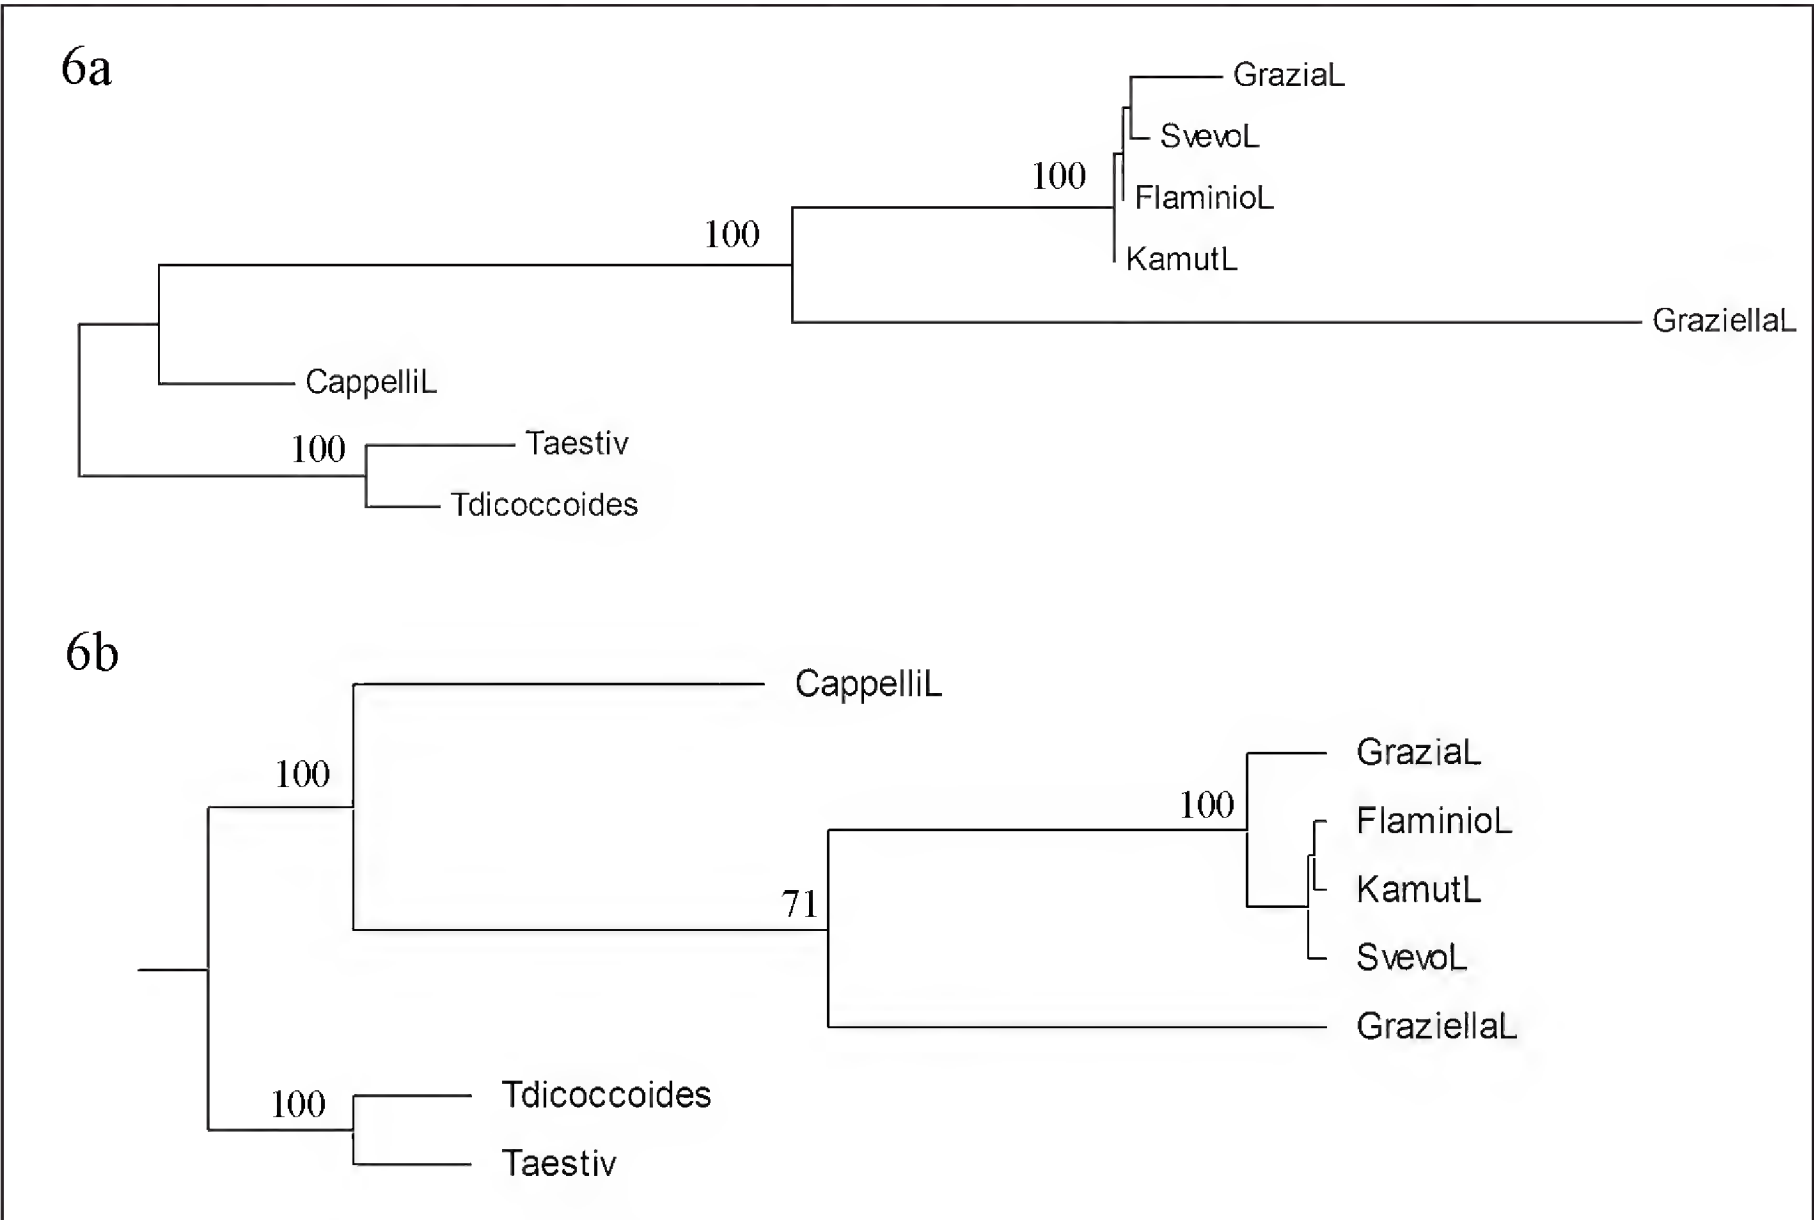 6a
GraziaL
SvevoL
100
FlaminioL
100
KamutL
GraziellaL
CappelliL
100
Taestiv
Tdicoccoides
6b
CappelliL
GraziaL
100
100
FlaminioL
KamutL
71
SvevoL
GraziellaL
Tdicoccoides
100
Taestiv